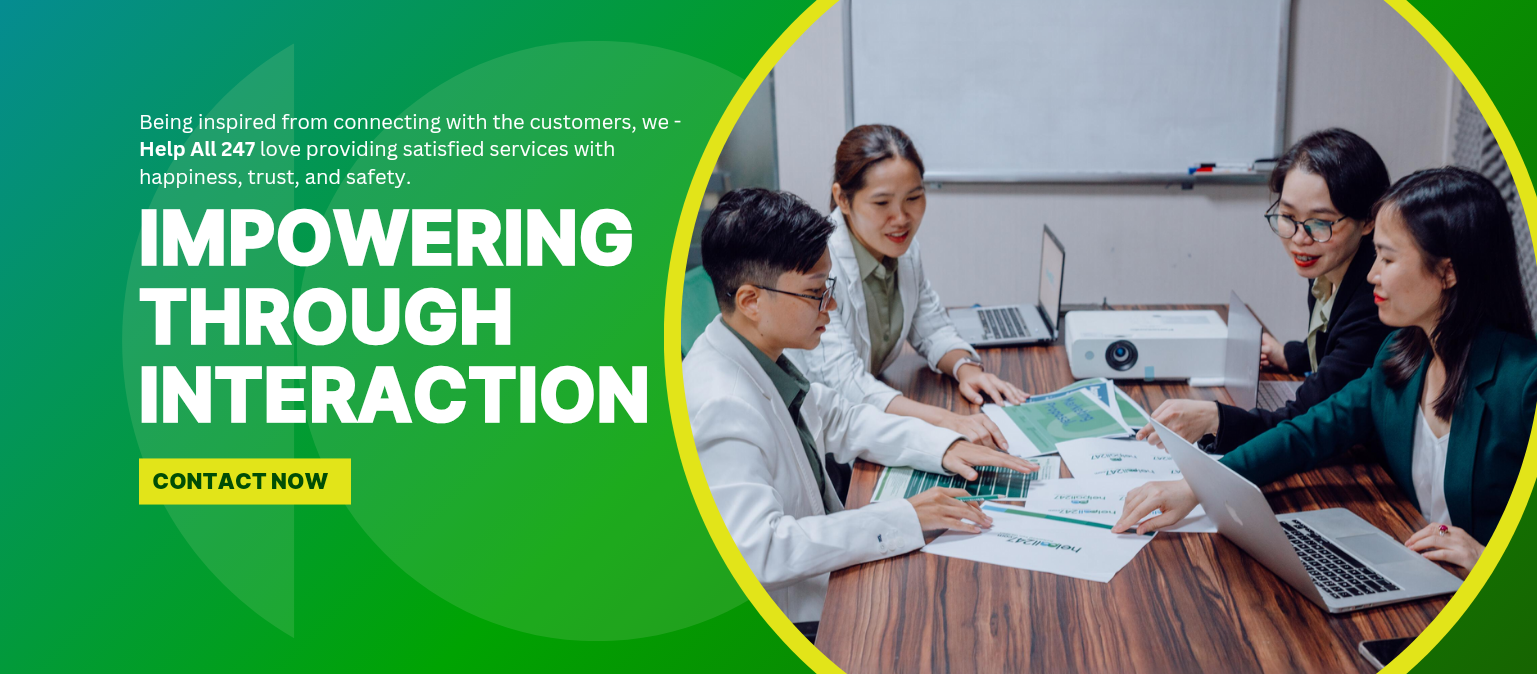 Being inspired from connecting with the customers, we -
Help All 247 love providing satisfied services with
happiness, trust, and safety.
IMPOWERING
THROUGH
INTERACTION
CONTACT NOW
helpall247